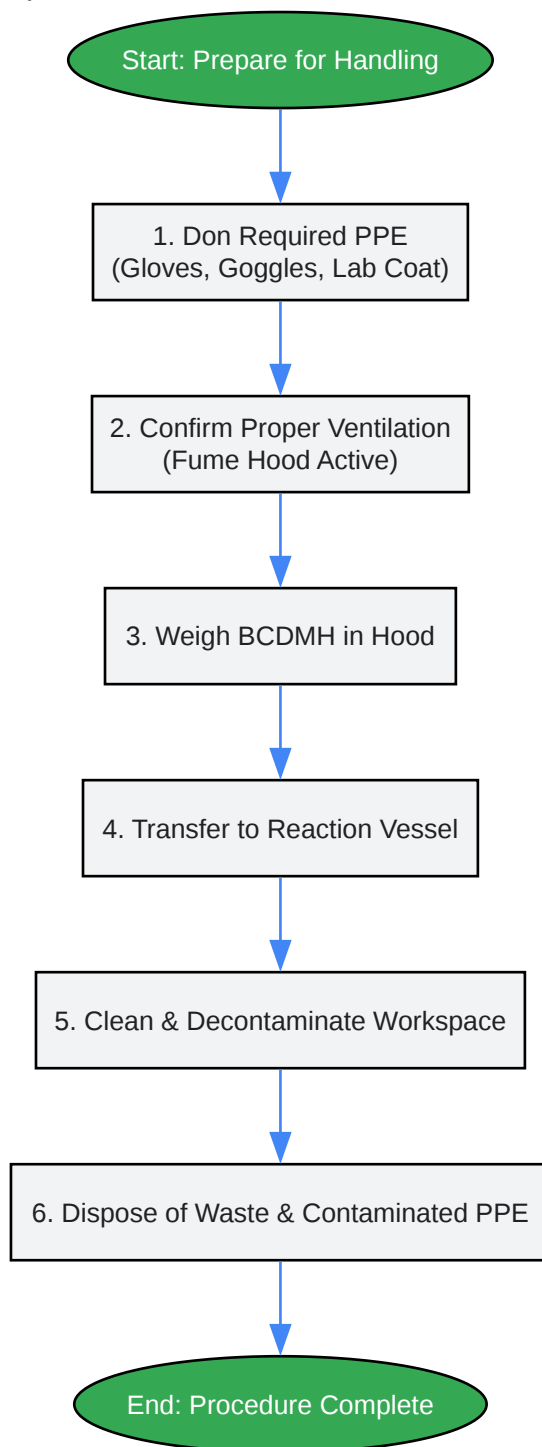 Start: Prepare for Handling
1. Don Required PPE
(Gloves, Goggles, Lab Coat)
2. Confirm Proper Ventilation
(Fume Hood Active)
3. Weigh BCDMH in Hood
4. Transfer to Reaction Vessel
5. Clean & Decontaminate Workspace
6. Dispose of Waste & Contaminated PPE
End: Procedure Complete